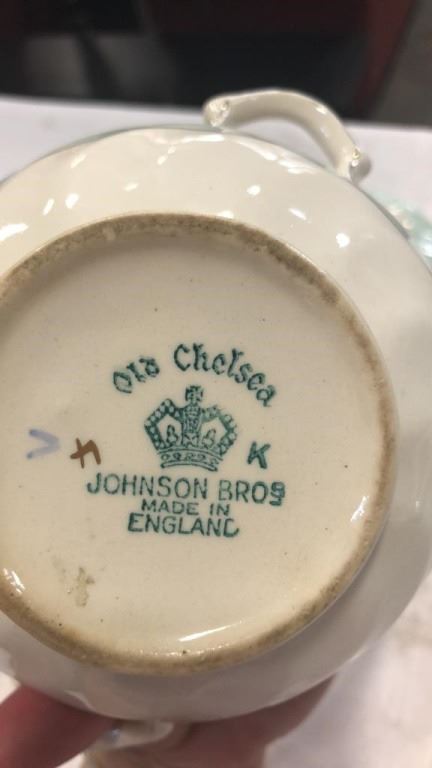 Old Chelsea
K
JOHNSON BROS
MADE IN
ENGLAND